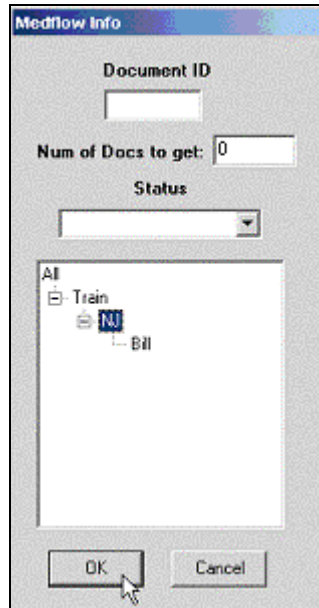 Medflow Info
Document ID
Num of Docs to get: 0
Status
All
Train
NJ
Bill
OK Cancel